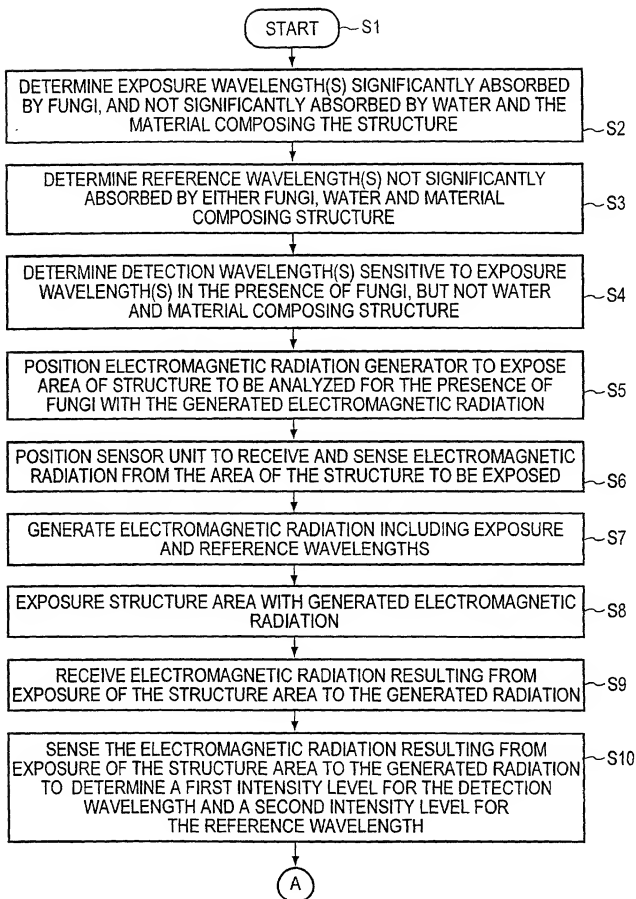 START
S1
DETERMINE EXPOSURE WAVELENGTH(S) SIGNIFICANTLY ABSORBED
BY FUNGI, AND NOT SIGNIFICANTLY ABSORBED BY WATER AND THE
MATERIAL COMPOSING THE STRUCTURE
S2
DETERMINE REFERENCE WAVELENGTH(S) NOT SIGNIFICANTLY
ABSORBED BY EITHER FUNGI, WATER AND MATERIAL
COMPOSING STRUCTURE
S3
DETERMINE DETECTION WAVELENGTH(S) SENSITIVE TO EXPOSURE
WAVELENGTH(S) IN THE PRESENCE OF FUNGI, BUT NOT WATER
AND MATERIAL COMPOSING STRUCTURE
S4
POSITION ELECTROMAGNETIC RADIATION GENERATOR TO EXPOSE
AREA OF STRUCTURE TO BE ANALYZED FOR THE PRESENCE OF
FUNGI WITH THE GENERATED ELECTROMAGNETIC RADIATION
S5
POSITION SENSOR UNIT TO RECEIVE AND SENSE ELECTROMAGNETIC
RADIATION FROM THE AREA OF THE STRUCTURE TO BE EXPOSED
S6
GENERATE ELECTROMAGNETIC RADIATION INCLUDING EXPOSURE
AND REFERENCE WAVELENGTHS
S7
EXPOSURE STRUCTURE AREA WITH GENERATED ELECTROMAGNETIC
RADIATION
S8
RECEIVE ELECTROMAGNETIC RADIATION RESULTING FROM
EXPOSURE OF THE STRUCTURE AREA TO THE GENERATED RADIATION
S9
SENSE THE ELECTROMAGNETIC RADIATION RESULTING FROM
EXPOSURE OF THE STRUCTURE AREA TO THE GENERATED RADIATION
TO DETERMINE A FIRST INTENSITY LEVEL FOR THE DETECTION
WAVELENGTH AND A SECOND INTENSITY LEVEL FOR
THE REFERENCE WAVELENGTH
S10
A